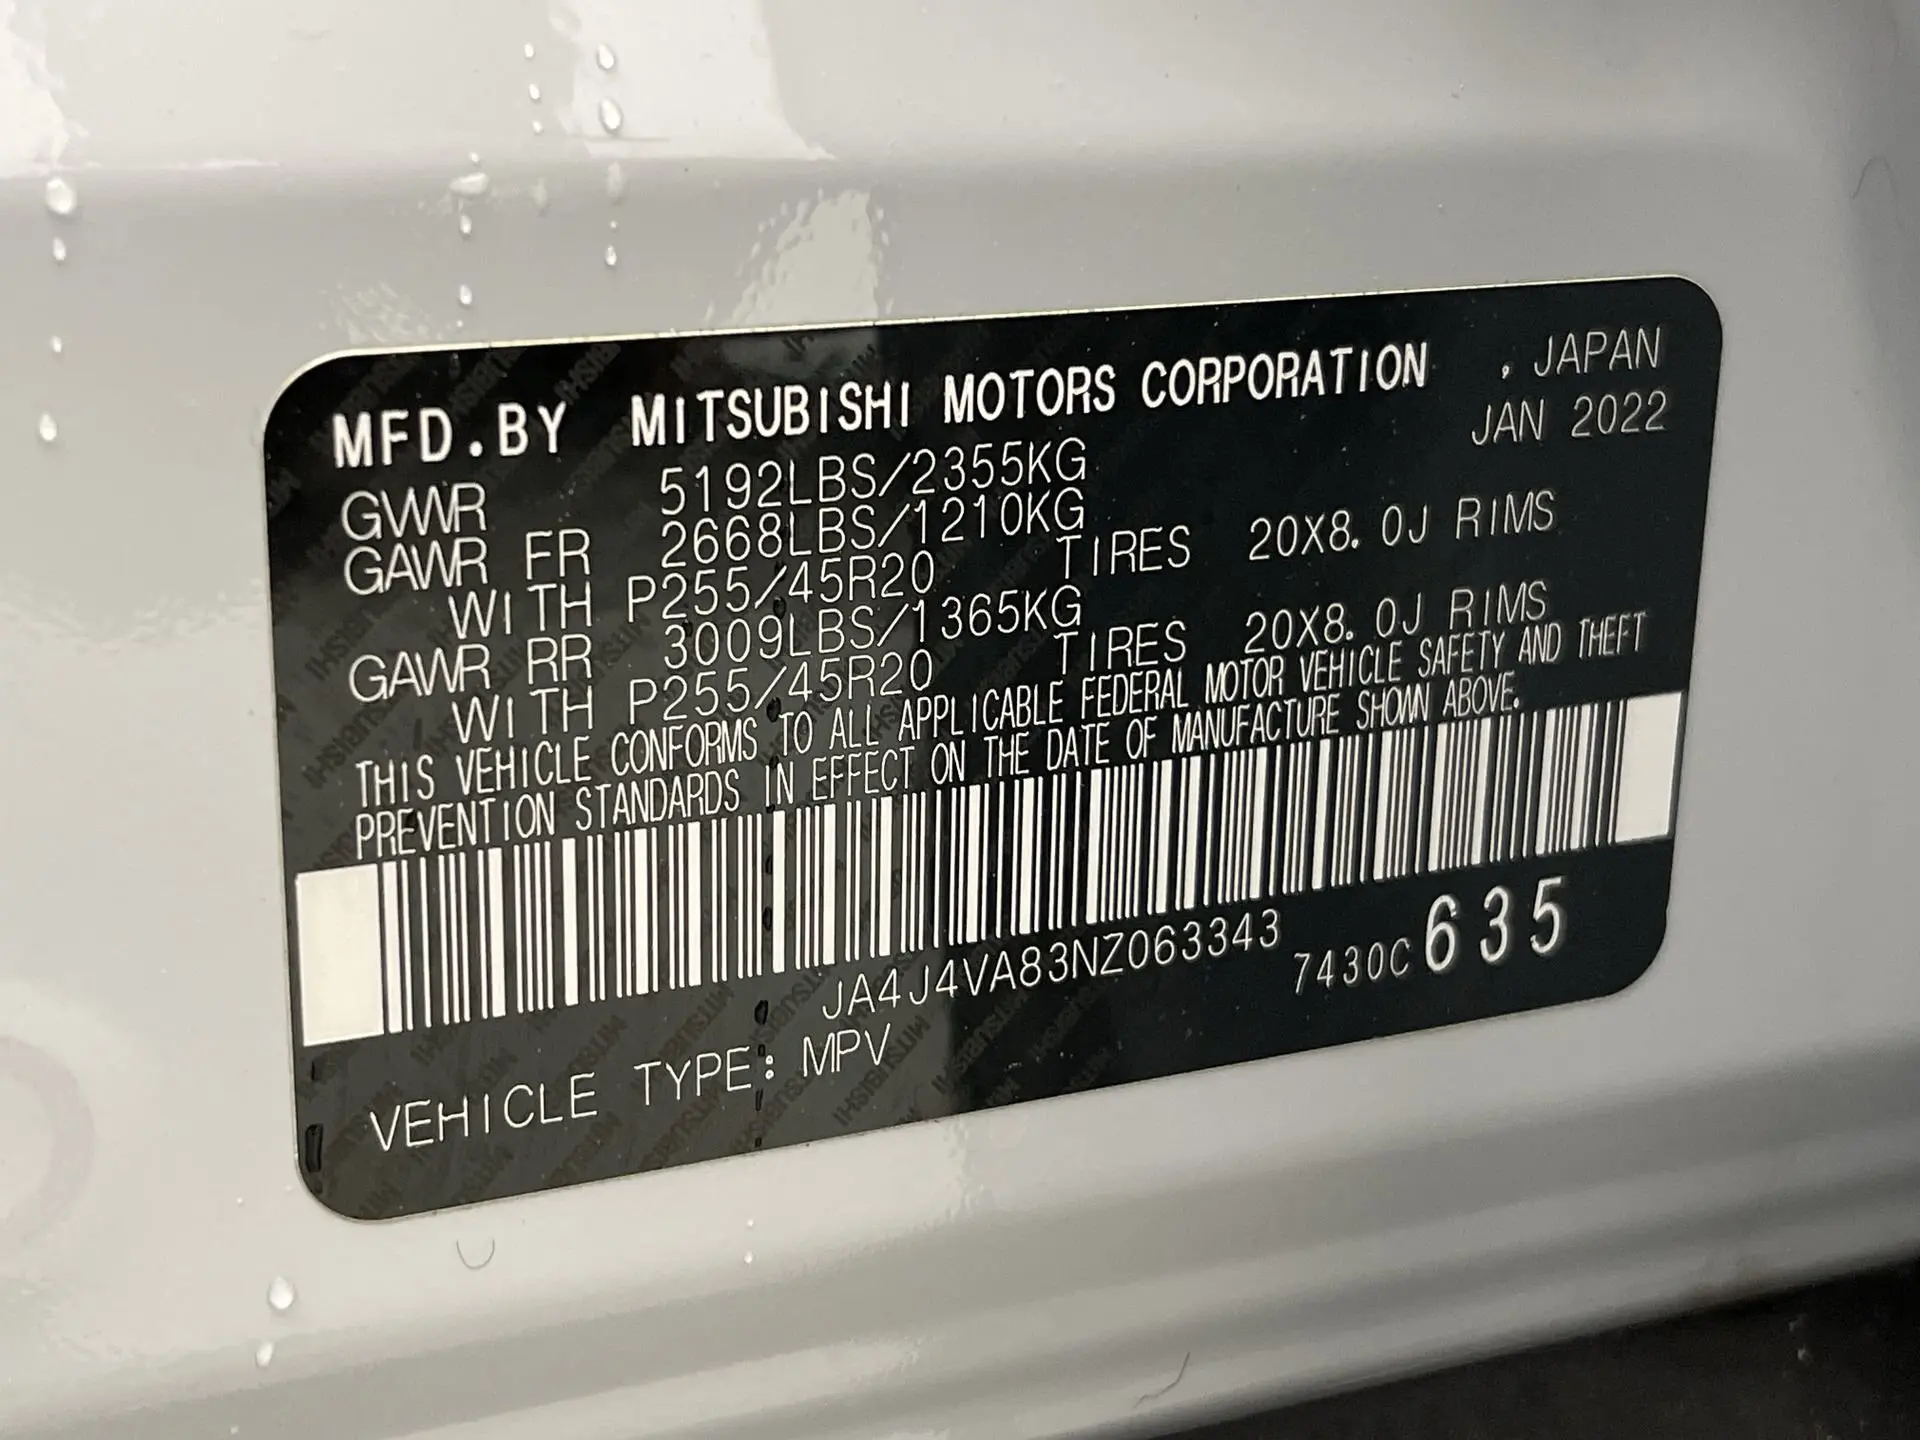 MFD.BY MITSUBISHI MOTORS CORPORATION , JAPAN
JAN 2022
GVWR 5192LBS/2355KG
GAWR FR 2668LBS/1210KG
WITH P255/45R20 TIRES 20X8.0J RIMS
GAWR RR 3009LBS/1365KG
WITH P255/45R20 TIRES 20X8.0J RIMS
THIS VEHICLE CONFORMS TO ALL APPLICABLE FEDERAL MOTOR VEHICLE SAFETY AND THEFT
PREVENTION STANDARDS IN EFFECT ON THE DATE OF MANUFACTURE SHOWN ABOVE.
JA4J4VA83NZ063343 7430C635
VEHICLE TYPE: MPV